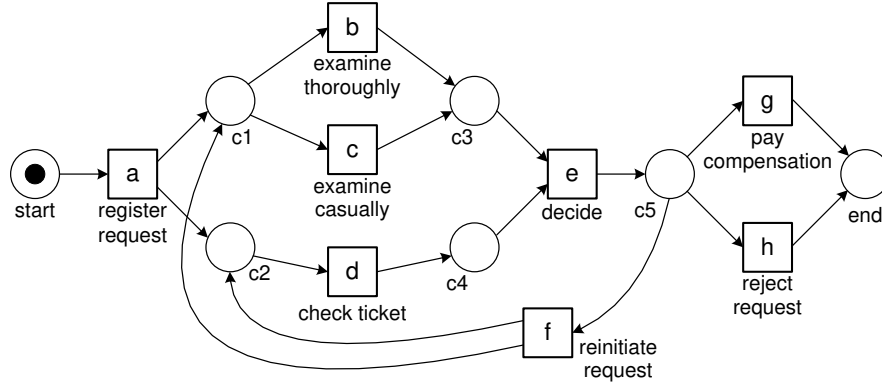 b
examine
thoroughly
g
pay
compensation
c1
c3
c
examine
casually
start
a
register
request
e
decide
c5
end
c2
d
check ticket
c4
h
reject
request
f
reinitiate
request